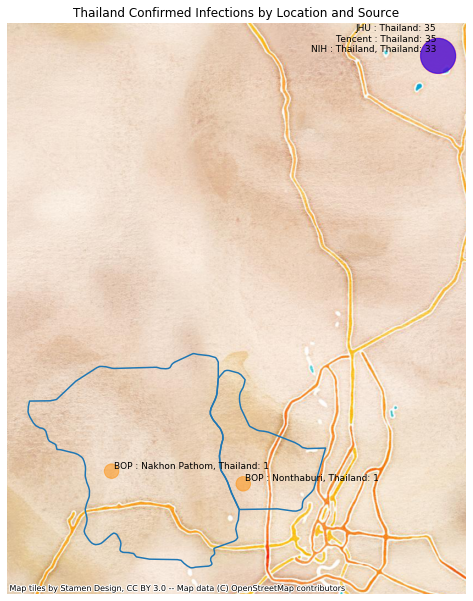 Thailand Confirmed Infections by Location and Source
JHU : Thailand: 35
Tencent : Thailand: 35
NIH : Thailand, Thailand: 33
BOP : Nakhon Pathom, Thailand: 1
BOP : Nonthaburi, Thailand: 1
Map tiles by Stamen Design, CC BY 3.0 -- Map data (C) OpenStreetMap contributors